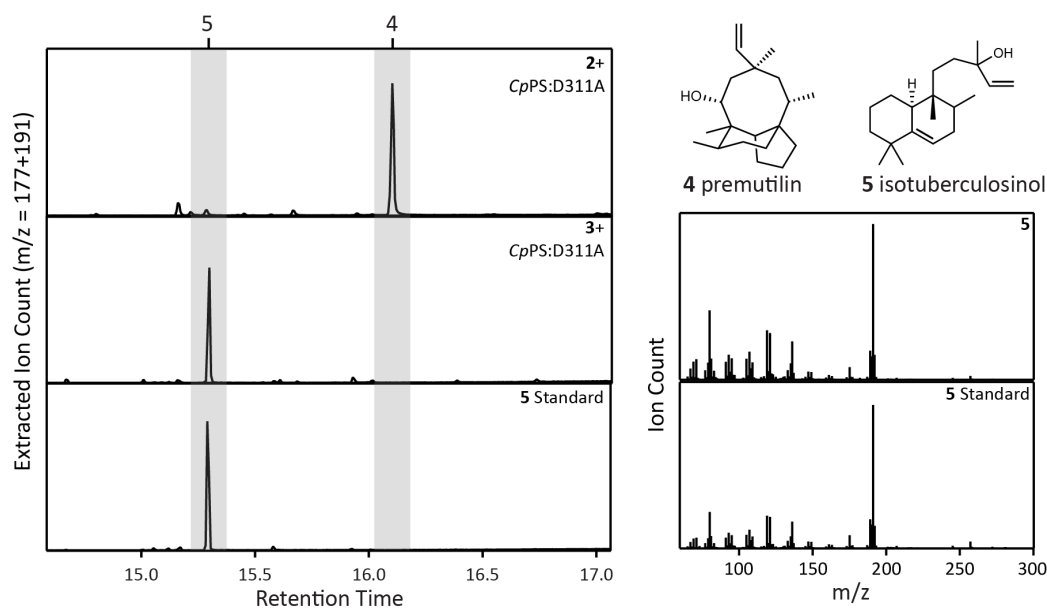 5 4
2+
CpPS:D311A
3+
CpPS:D311A
5 Standard
Extracted Ion Count (m/z = 177+191)
15.0 15.5 16.0 16.5 17.0
Retention Time
HO
4 premutilin
H
OH
5 isotuberculosinol
5
5 Standard
Ion Count
100 150 200 250 300
m/z